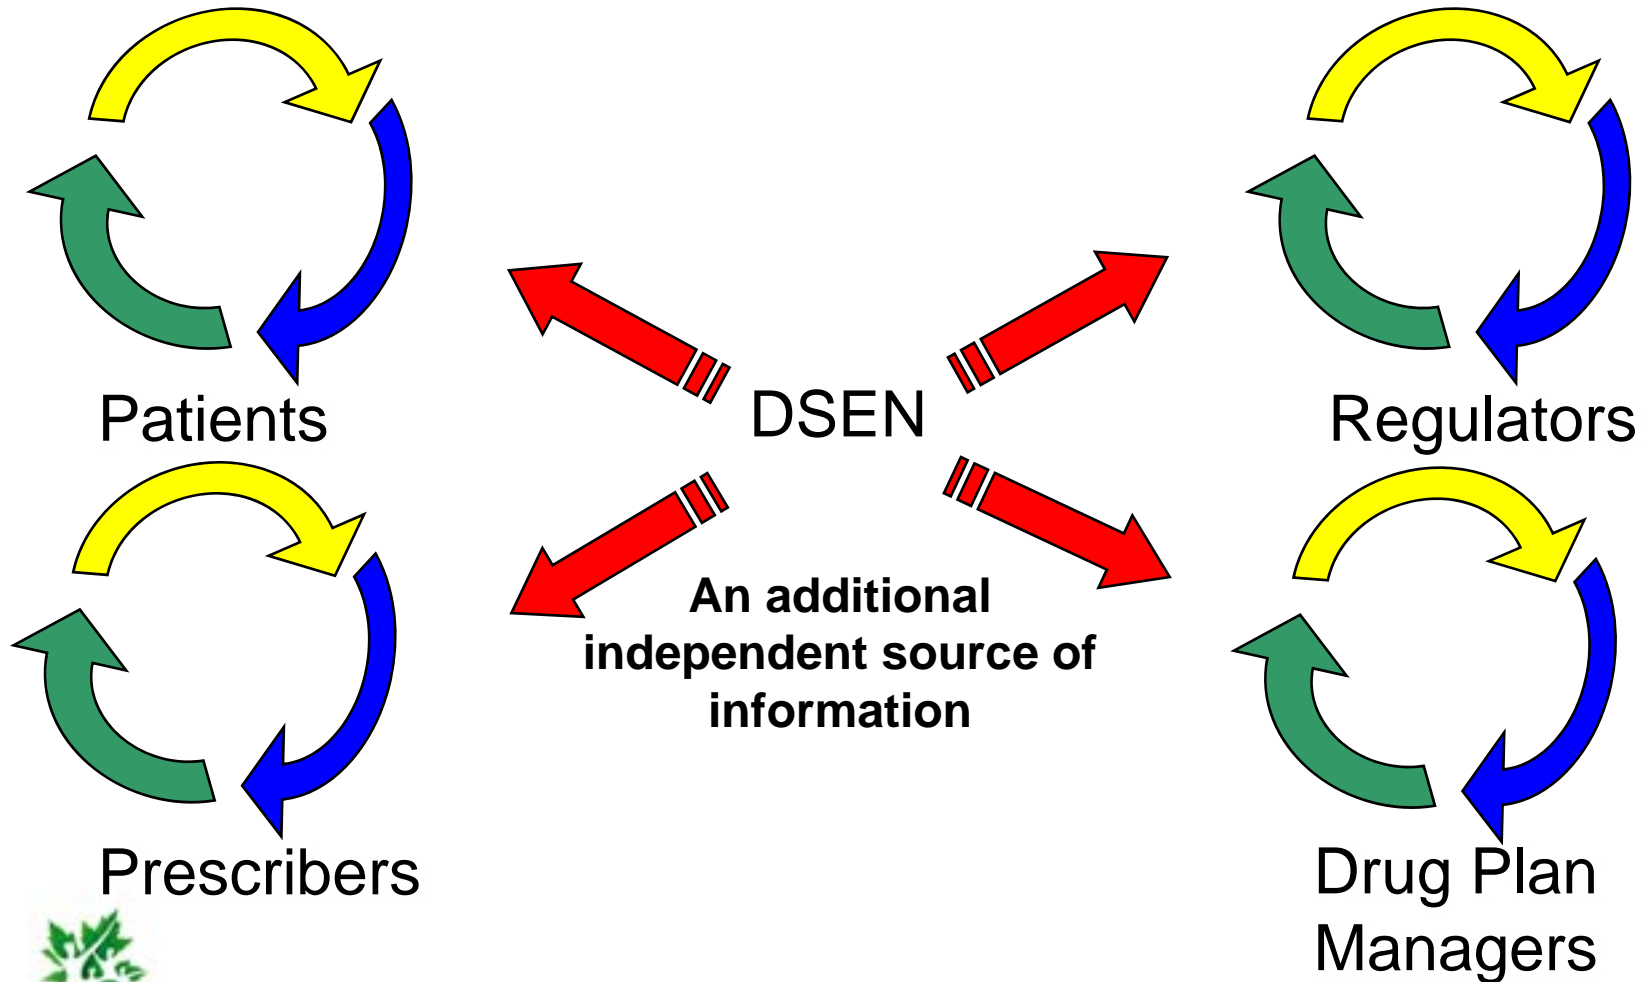 Patients
DSEN
Regulators
An additional
independent source of
information
Prescribers
Drug Plan
Managers